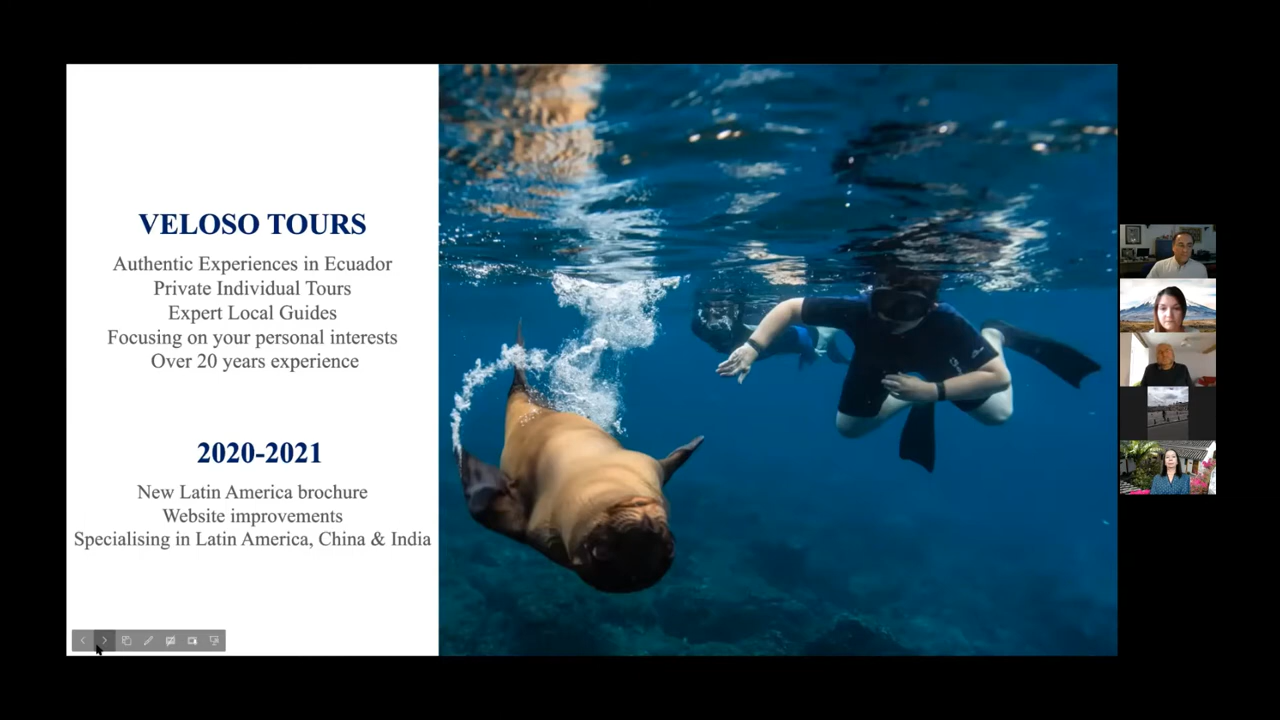 VELOSO TOURS
Authentic Experiences in Ecuador
Private Individual Tours
Expert Local Guides
Focusing on your personal interests
Over 20 years experience
2020-2021
New Latin America brochure
Website improvements
Specialising in Latin America, China & India